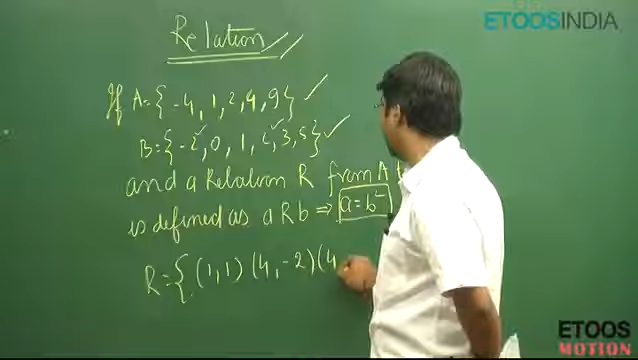 ETOOSINDIA
Relation
If A={-4, 1, 2, 4, 9}
B={-2, 0, 1, 2, 3, 5}
and a Relation R from A
is defined as a R b ⇒ a=b²
R={(1,1) (4,-2)(4,
ETOOS
MOTION